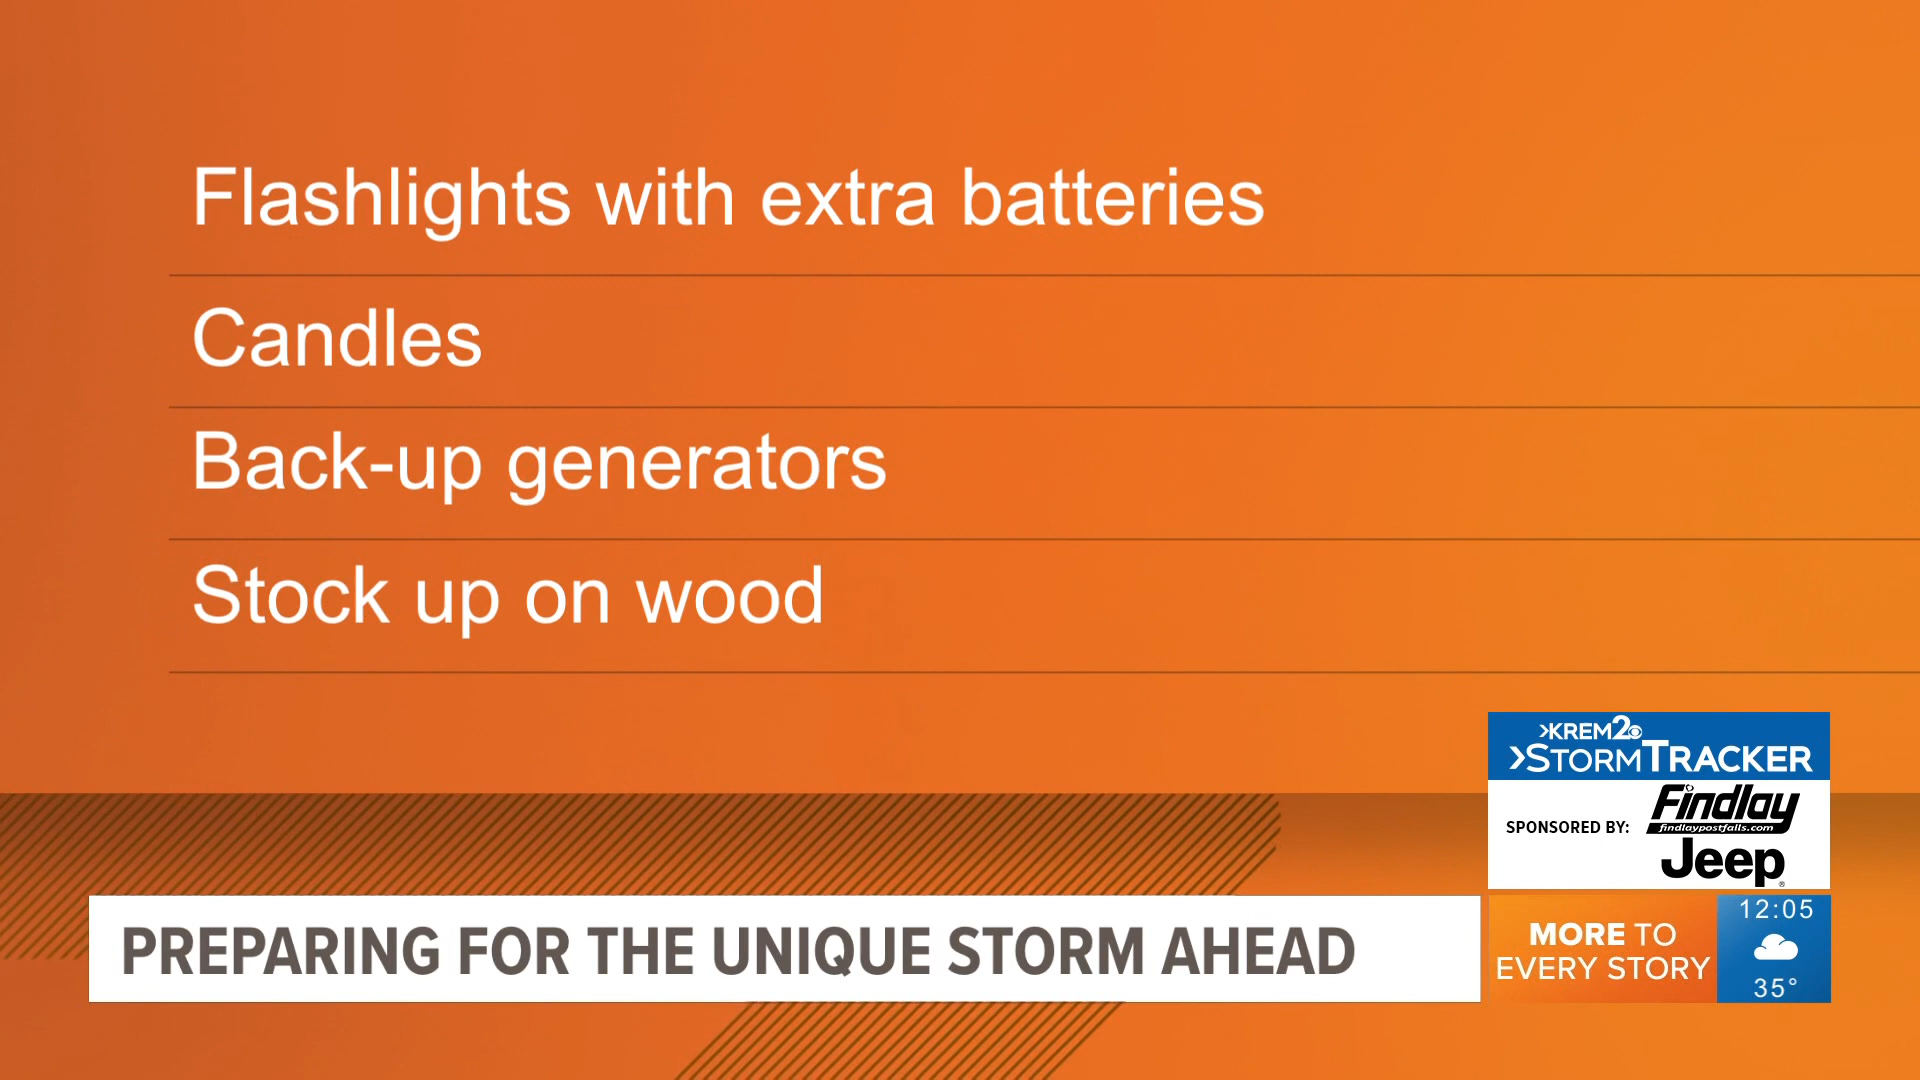 Flashlights with extra batteries
Candles
Back-up generators
Stock up on wood
KREM2
STORMTRACKER
SPONSORED BY:
Findlay
findlaypostfalls.com
Jeep
PREPARING FOR THE UNIQUE STORM AHEAD
MORE TO
EVERY STORY
12:05
35°